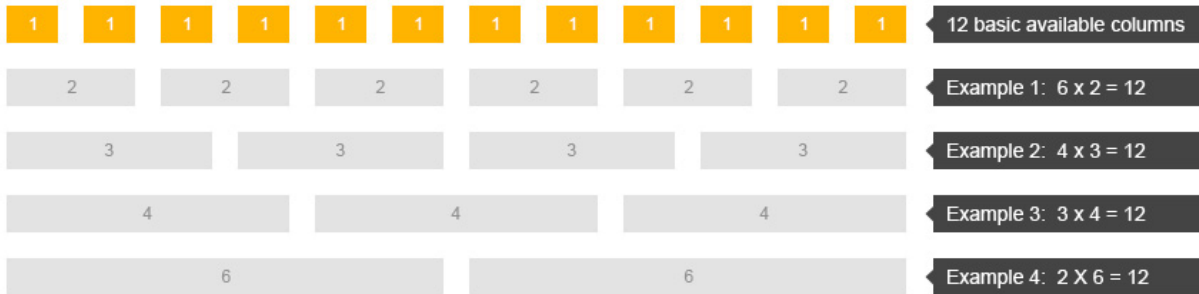 1 1 1 1 1 1 1 1 1 1 1 1 12 basic available columns
2 2 2 2 2 2 Example 1: 6 x 2 = 12
3 3 3 3 Example 2: 4 x 3 = 12
4 4 4 Example 3: 3 x 4 = 12
6 6 Example 4: 2 X 6 = 12